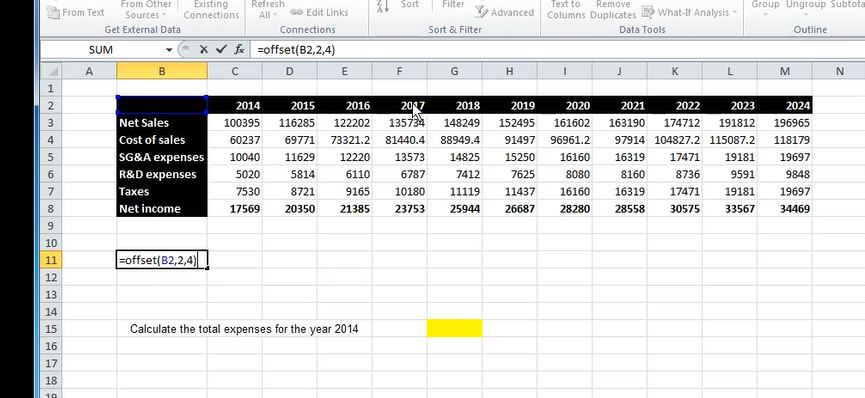 From Text
From Other
Sources
Existing
Connections
Refresh
All
Edit Links
Sort
Filter
Advanced
Text to
Columns
Remove
Duplicates
What-If Analysis
Group
Ungroup
Subtota
Get External Data
Connections
Sort & Filter
Data Tools
Outline
SUM
fx
=offset(B2,2,4)
A B C D E F G H I J K L M N
1
2 2014 2015 2016 2017 2018 2019 2020 2021 2022 2023 2024
3 Net Sales 100395 116285 122202 135734 148249 152495 161602 163190 174712 191812 196965
4 Cost of sales 60237 69771 73321.2 81440.4 88949.4 91497 96961.2 97914 104827.2 115087.2 118179
5 SG&A expenses 10040 11629 12220 13573 14825 15250 16160 16319 17471 19181 19697
6 R&D expenses 5020 5814 6110 6787 7412 7625 8080 8160 8736 9591 9848
7 Taxes 7530 8721 9165 10180 11119 11437 16160 16319 17471 19181 19697
8 Net income 17569 20350 21385 23753 25944 26687 28280 28558 30575 33567 34469
9
10
11 =offset(B2,2,4)
12
13
14
15 Calculate the total expenses for the year 2014
16
17
18
19